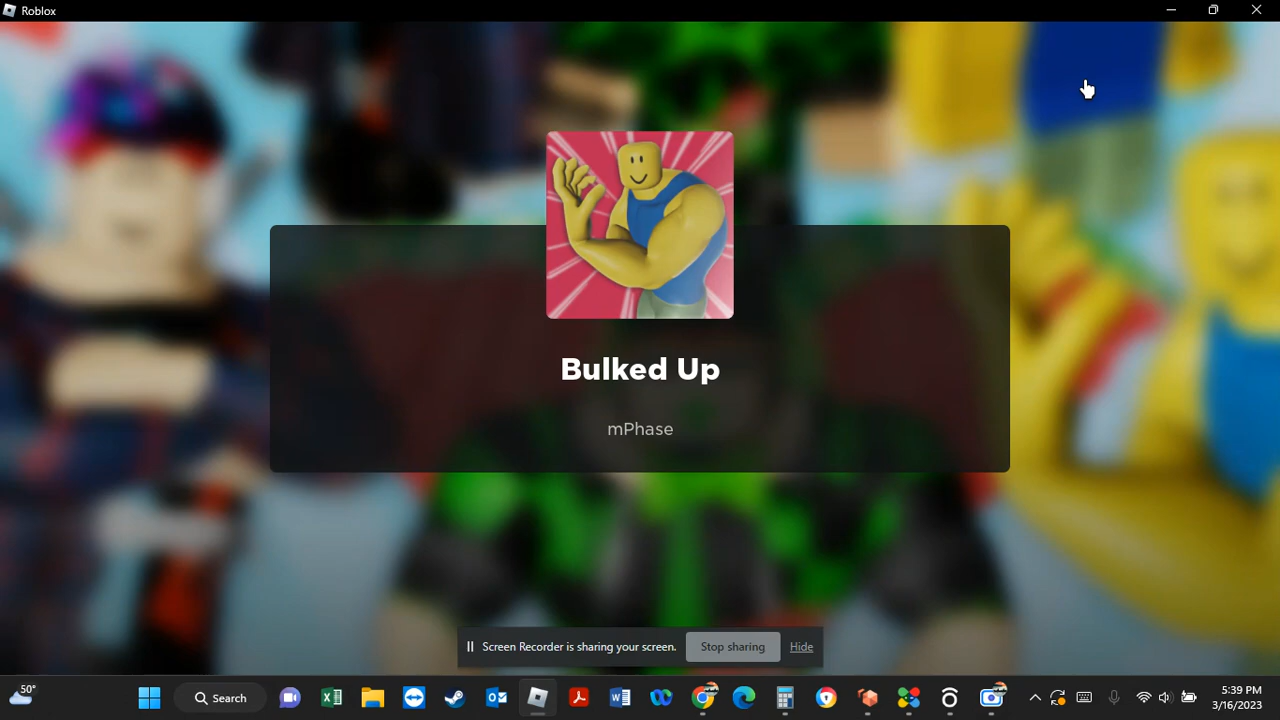 Roblox
Bulked Up
mPhase
Screen Recorder is sharing your screen.
Stop sharing
Hide
50°
Search
5:39 PM
3/16/2023